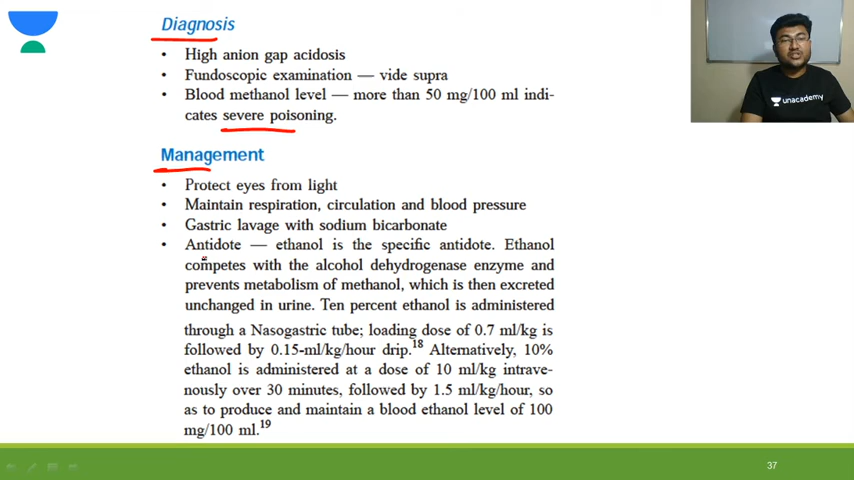 Diagnosis
• High anion gap acidosis
• Fundoscopic examination — vide supra
• Blood methanol level — more than 50 mg/100 ml indi-
cates severe poisoning.
Management
• Protect eyes from light
• Maintain respiration, circulation and blood pressure
• Gastric lavage with sodium bicarbonate
• Antidote — ethanol is the specific antidote. Ethanol
competes with the alcohol dehydrogenase enzyme and
prevents metabolism of methanol, which is then excreted
unchanged in urine. Ten percent ethanol is administered
through a Nasogastric tube; loading dose of 0.7 ml/kg is
followed by 0.15-ml/kg/hour drip.18 Alternatively, 10%
ethanol is administered at a dose of 10 ml/kg intrave-
nously over 30 minutes, followed by 1.5 ml/kg/hour, so
as to produce and maintain a blood ethanol level of 100
mg/100 ml.19
unacademy
37